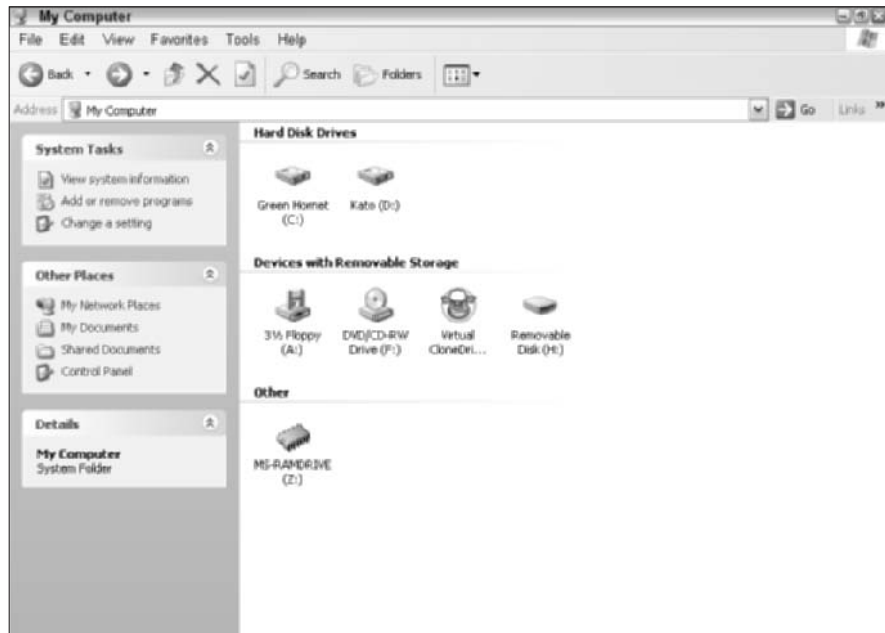 My Computer
File Edit View Favorites Tools Help
Back Search Folders
Address My Computer Go Links »
System Tasks
View system information
Add or remove programs
Change a setting
Other Places
My Network Places
My Documents
Shared Documents
Control Panel
Details
My Computer
System Folder
Hard Disk Drives
Green Hornet
(C:)
Kato (D:)
Devices with Removable Storage
3½ Floppy
(A:)
DVD/CD-RW
Drive (F:)
Virtual
CloneDri...
Removable
Disk (H:)
Other
MS-RAMDRIVE
(Z:)